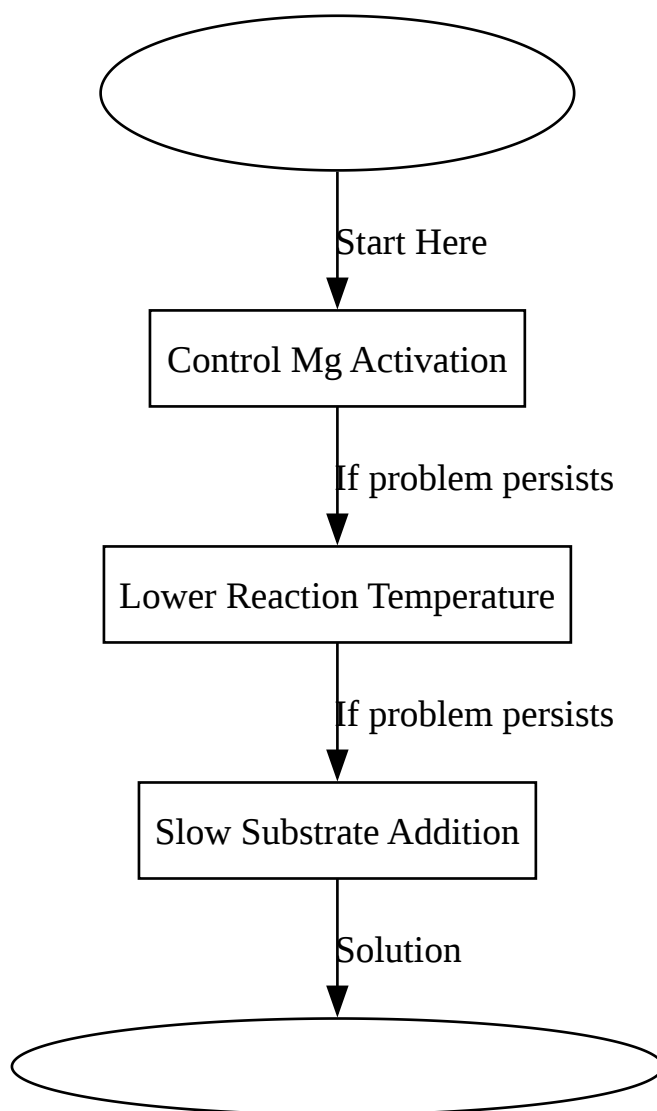 Start Here
Control Mg Activation
If problem persists
Lower Reaction Temperature
If problem persists
Slow Substrate Addition
Solution